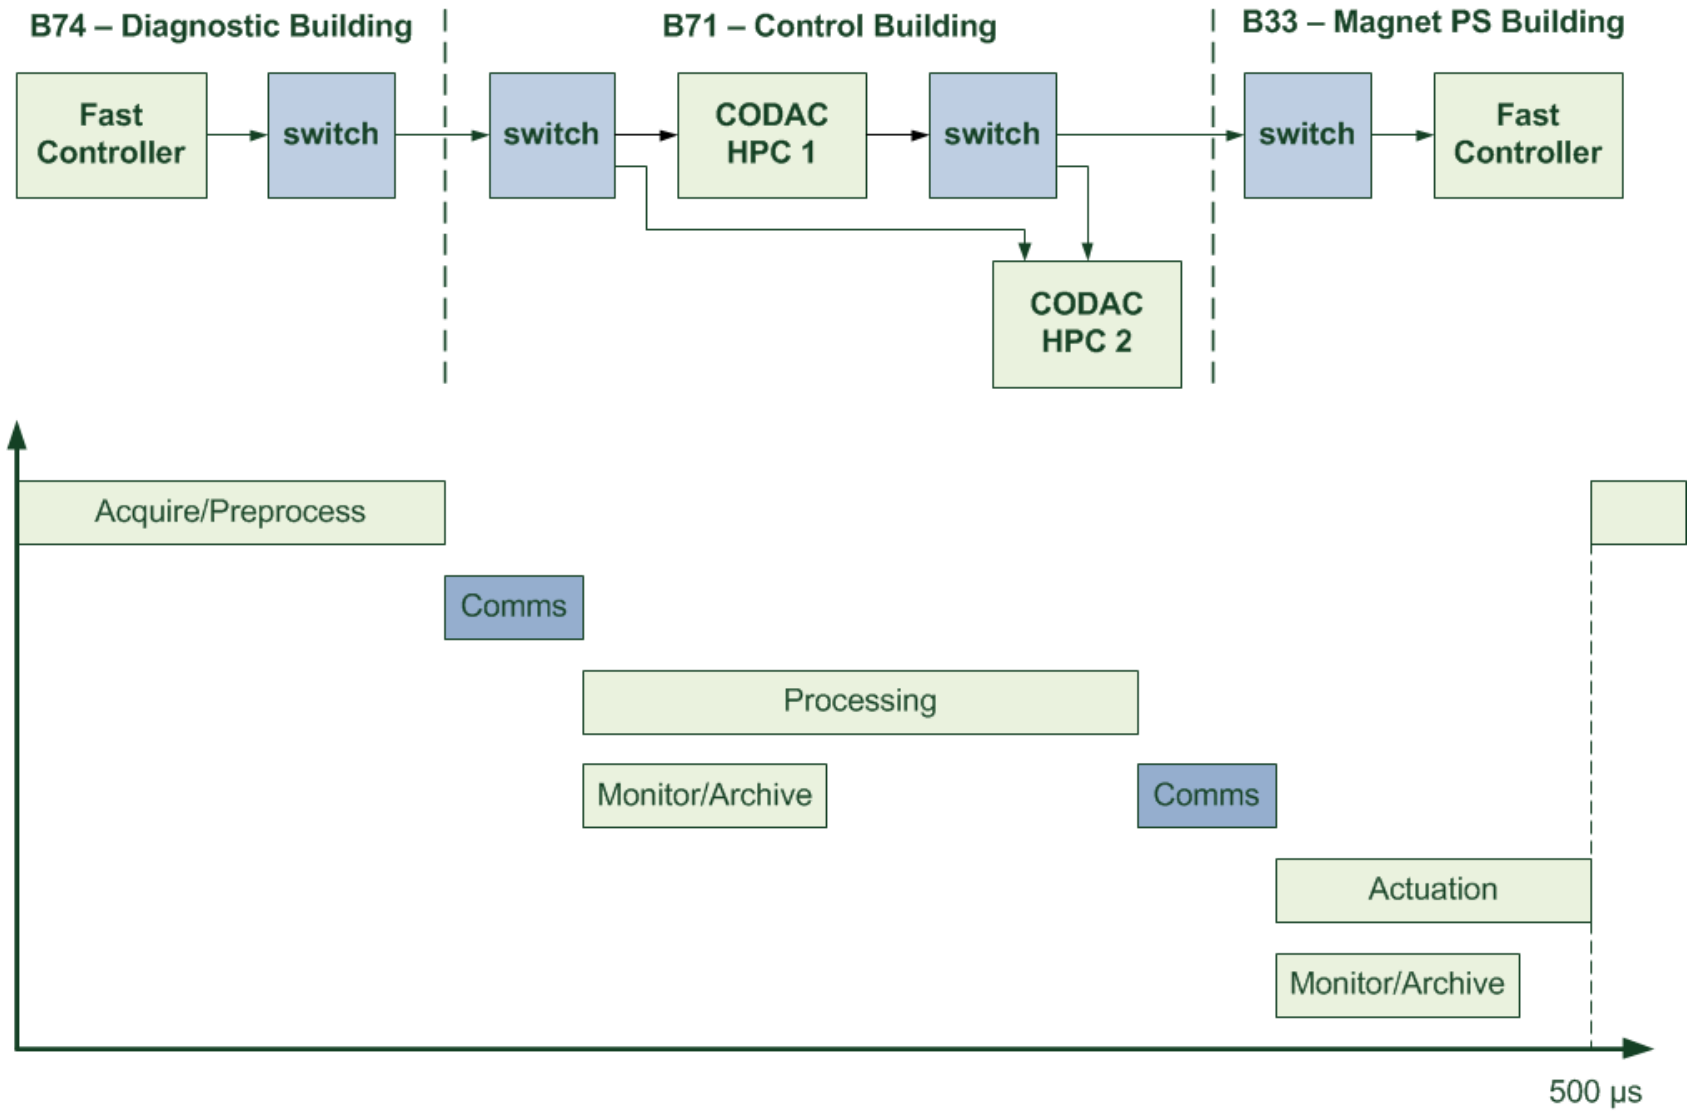 B74 – Diagnostic Building
B71 – Control Building
B33 – Magnet PS Building
Fast
Controller
switch
switch
CODAC
HPC 1
switch
switch
Fast
Controller
CODAC
HPC 2
Acquire/Preprocess
Comms
Processing
Monitor/Archive
Comms
Actuation
Monitor/Archive
500 µs